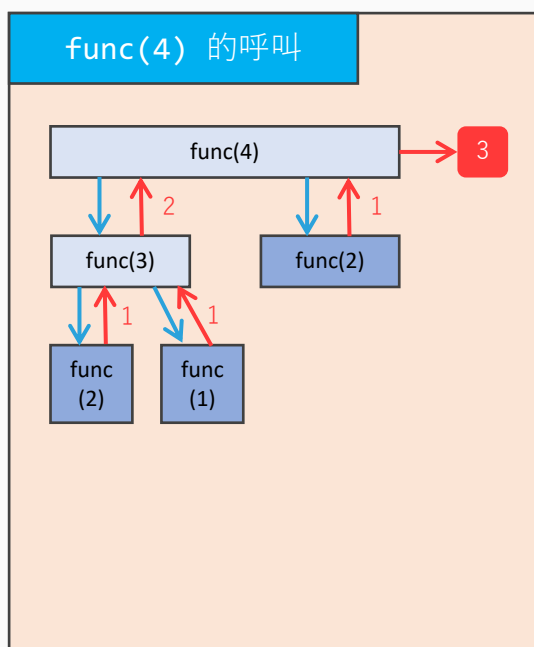 func(4) 的呼叫
func(4)
3
2
1
func(3)
func(2)
1
1
func
(2)
func
(1)